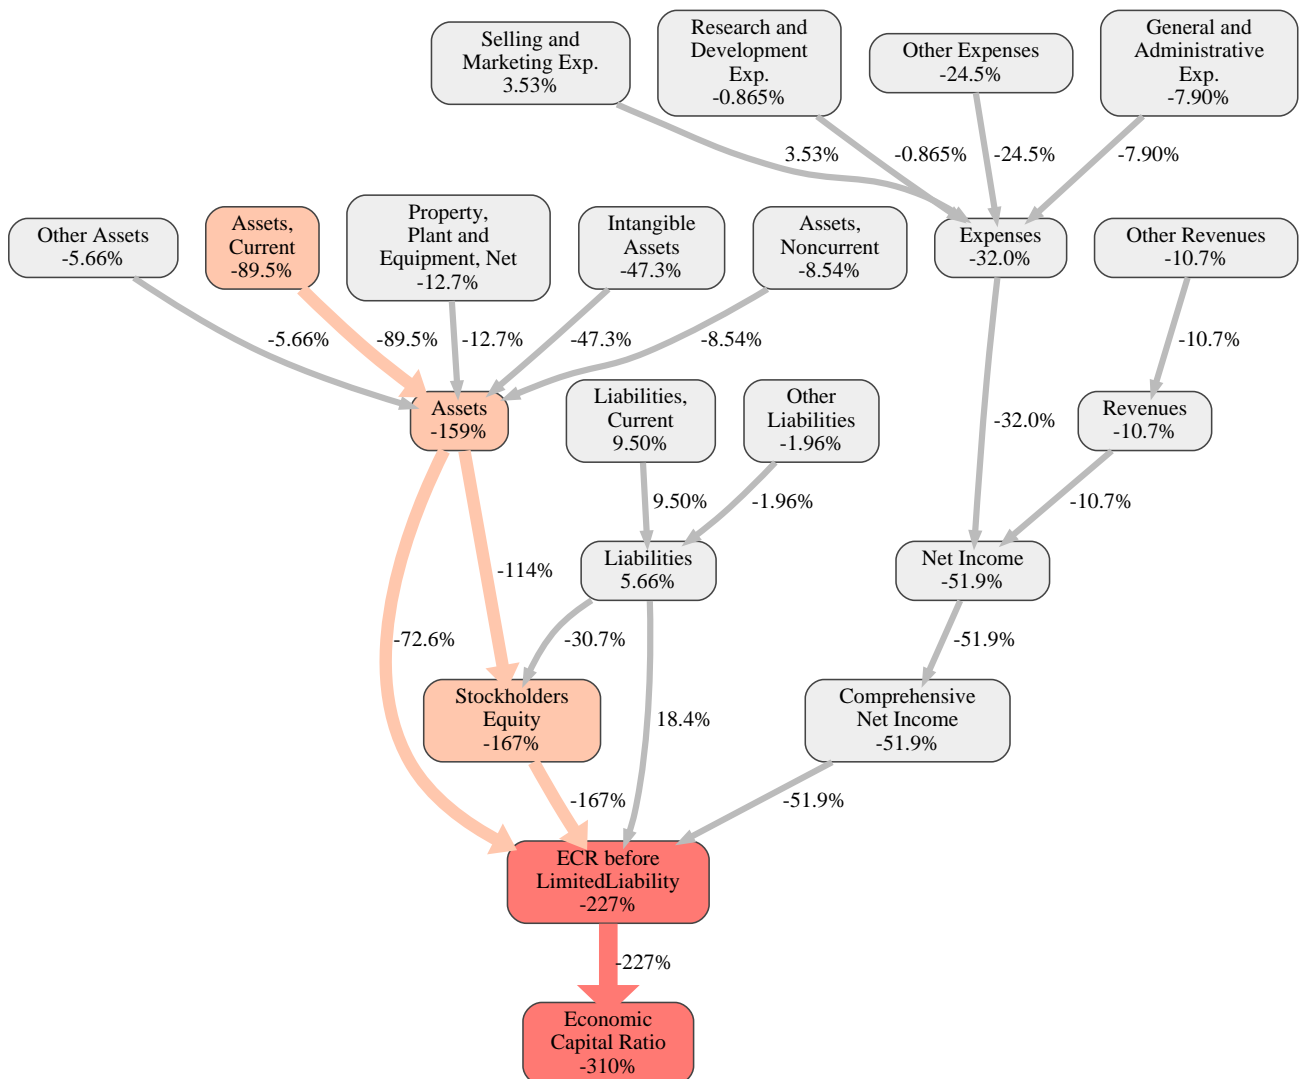 Selling and
Marketing Exp.
3.53%
Research and
Development
Exp.
-0.865%
Other Expenses
-24.5%
General and
Administrative
Exp.
-7.90%
3.53%
-0.865%
-24.5%
-7.90%
Other Assets
-5.66%
Assets,
Current
-89.5%
Property,
Plant and
Equipment, Net
-12.7%
Intangible
Assets
-47.3%
Assets,
Noncurrent
-8.54%
Expenses
-32.0%
Other Revenues
-10.7%
-5.66%
-89.5%
-12.7%
-47.3%
-8.54%
-10.7%
Assets
-159%
Liabilities,
Current
9.50%
Other
Liabilities
-1.96%
-32.0%
Revenues
-10.7%
9.50%
-1.96%
-10.7%
-114%
Liabilities
5.66%
Net Income
-51.9%
-72.6%
-30.7%
-51.9%
Stockholders
Equity
-167%
18.4%
Comprehensive
Net Income
-51.9%
-167%
-51.9%
ECR before
LimitedLiability
-227%
-227%
Economic
Capital Ratio
-310%